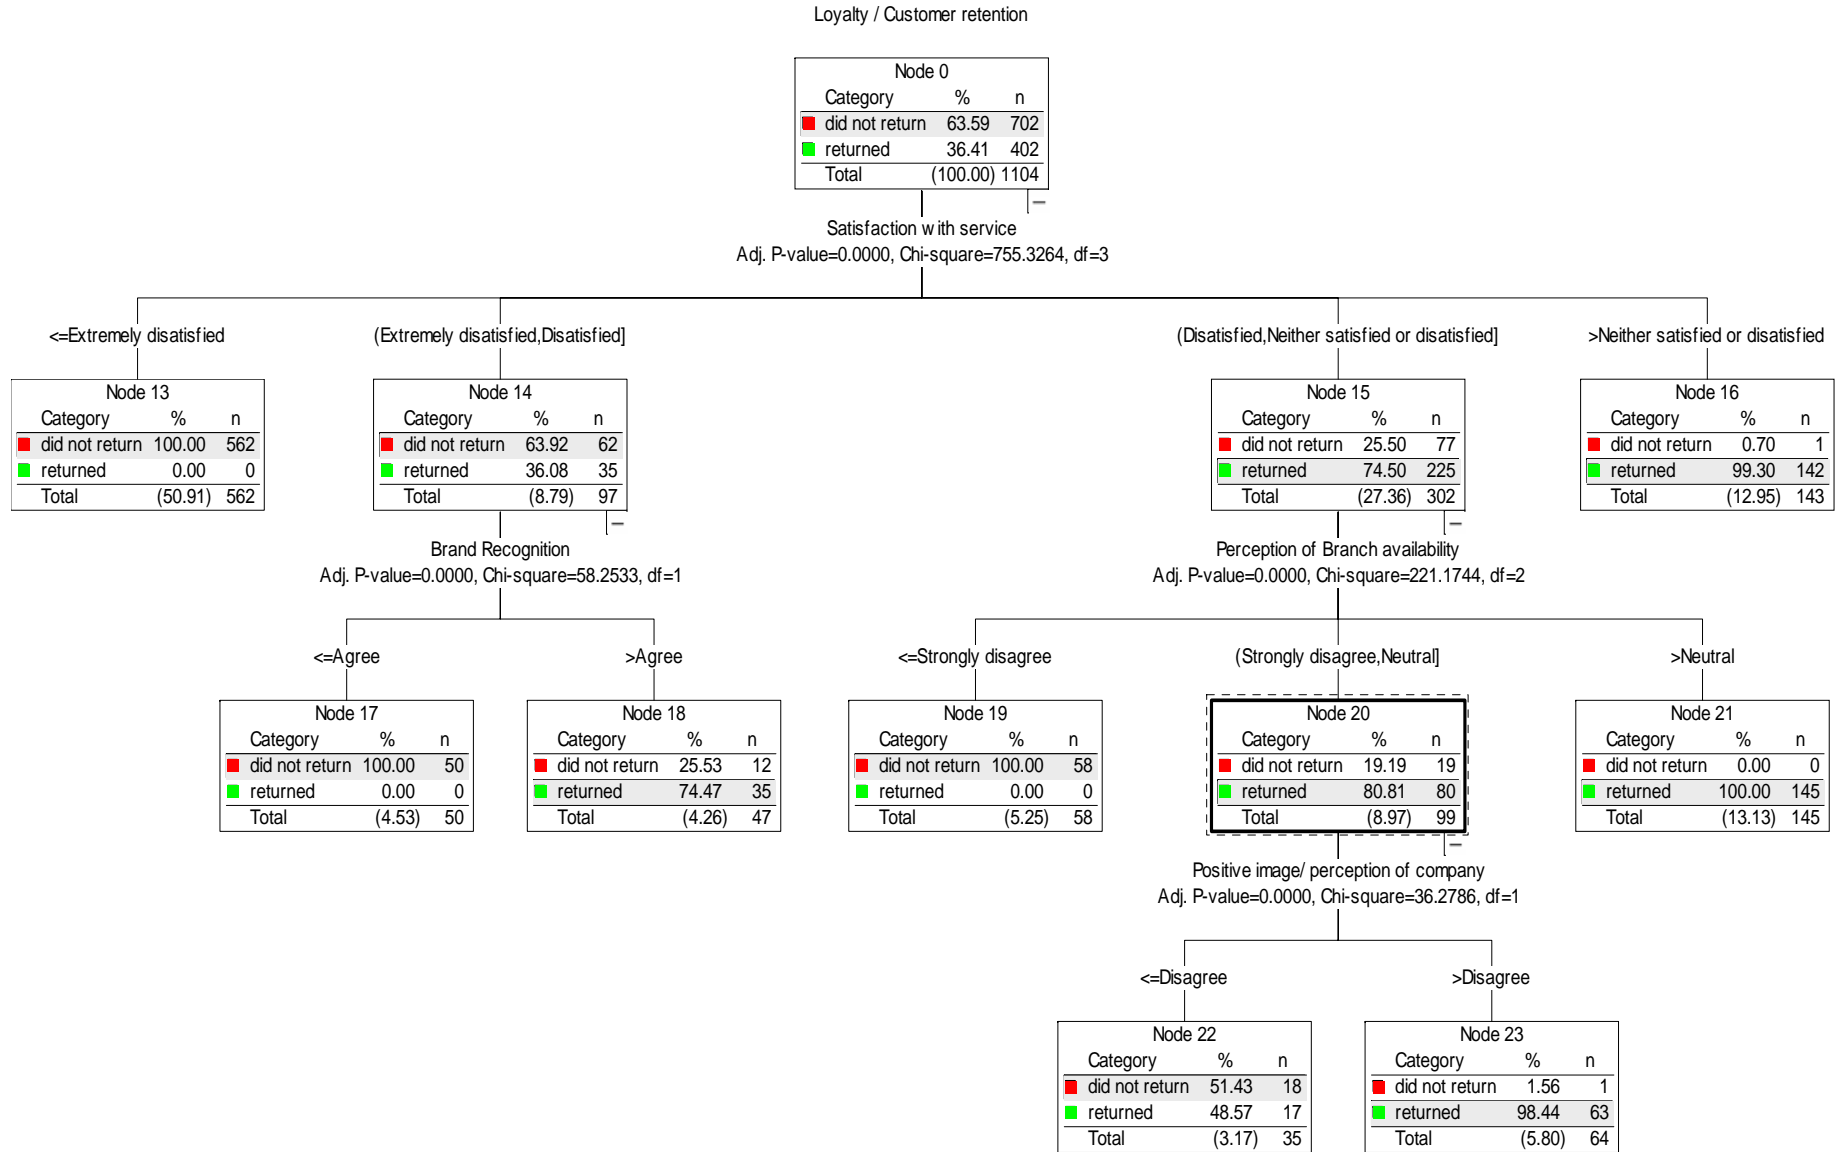 Loyalty / Customer retention
Node 0
Category % n
did not return 63.59 702
returned 36.41 402
Total (100.00) 1104
Satisfaction with service
Adj. P-value=0.0000, Chi-square=755.3264, df=3
<=Extremely disatisfied
(Extremely disatisfied,Disatisfied]
(Disatisfied,Neither satisfied or disatisfied]
>Neither satisfied or disatisfied
Node 13
Category % n
did not return 100.00 562
returned 0.00 0
Total (50.91) 562
Node 14
Category % n
did not return 63.92 62
returned 36.08 35
Total (8.79) 97
Node 15
Category % n
did not return 25.50 77
returned 74.50 225
Total (27.36) 302
Node 16
Category % n
did not return 0.70 1
returned 99.30 142
Total (12.95) 143
Brand Recognition
Adj. P-value=0.0000, Chi-square=58.2533, df=1
Perception of Branch availability
Adj. P-value=0.0000, Chi-square=221.1744, df=2
<=Agree
>Agree
<=Strongly disagree
(Strongly disagree,Neutral]
>Neutral
Node 17
Category % n
did not return 100.00 50
returned 0.00 0
Total (4.53) 50
Node 18
Category % n
did not return 25.53 12
returned 74.47 35
Total (4.26) 47
Node 19
Category % n
did not return 100.00 58
returned 0.00 0
Total (5.25) 58
Node 20
Category % n
did not return 19.19 19
returned 80.81 80
Total (8.97) 99
Node 21
Category % n
did not return 0.00 0
returned 100.00 145
Total (13.13) 145
Positive image/ perception of company
Adj. P-value=0.0000, Chi-square=36.2786, df=1
<=Disagree
>Disagree
Node 22
Category % n
did not return 51.43 18
returned 48.57 17
Total (3.17) 35
Node 23
Category % n
did not return 1.56 1
returned 98.44 63
Total (5.80) 64